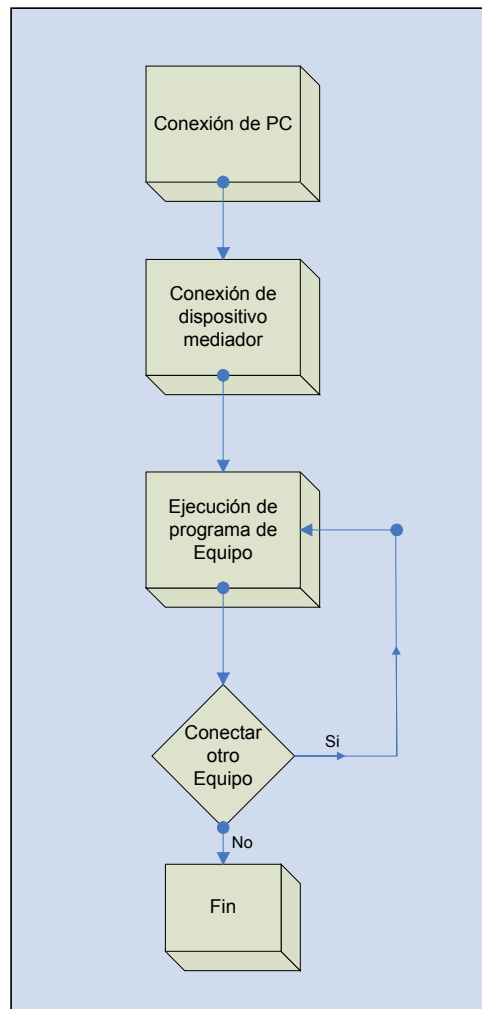 Conexión de PC
Conexión de
dispositivo
mediador
Ejecución de
programa de
Equipo
Conectar
otro
Equipo
Si
No
Fin